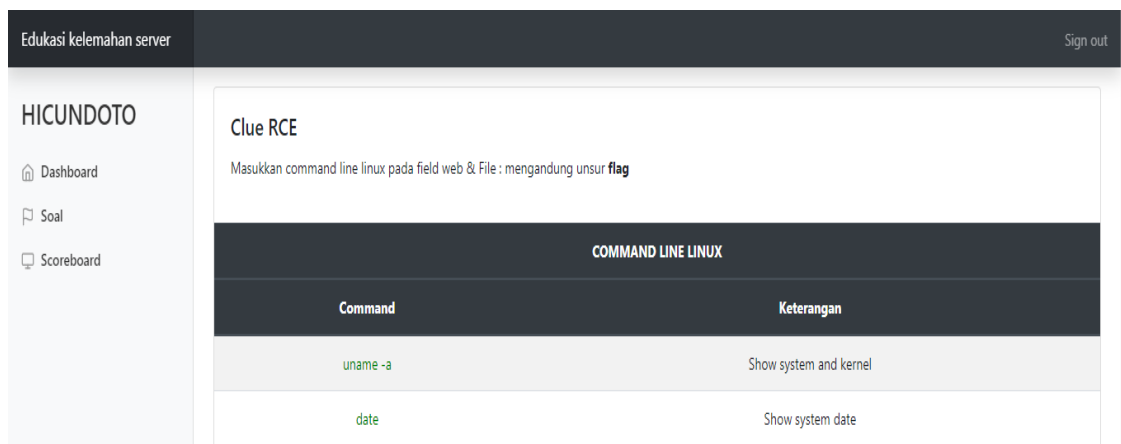 Edukasi kelemahan server
Sign out
HICUNDOTO
Dashboard
Soal
Scoreboard
Clue RCE
Masukkan command line linux pada field web & File : mengandung unsur flag
COMMAND LINE LINUX
Command Keterangan
uname -a Show system and kernel
date Show system date